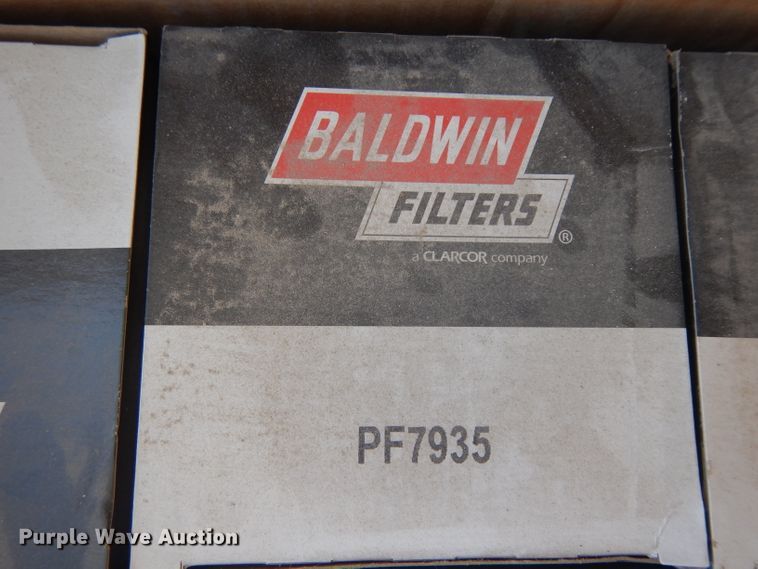 BALDWIN
FILTERS
®
a CLARCOR company
PF7935
Purple Wave Auction